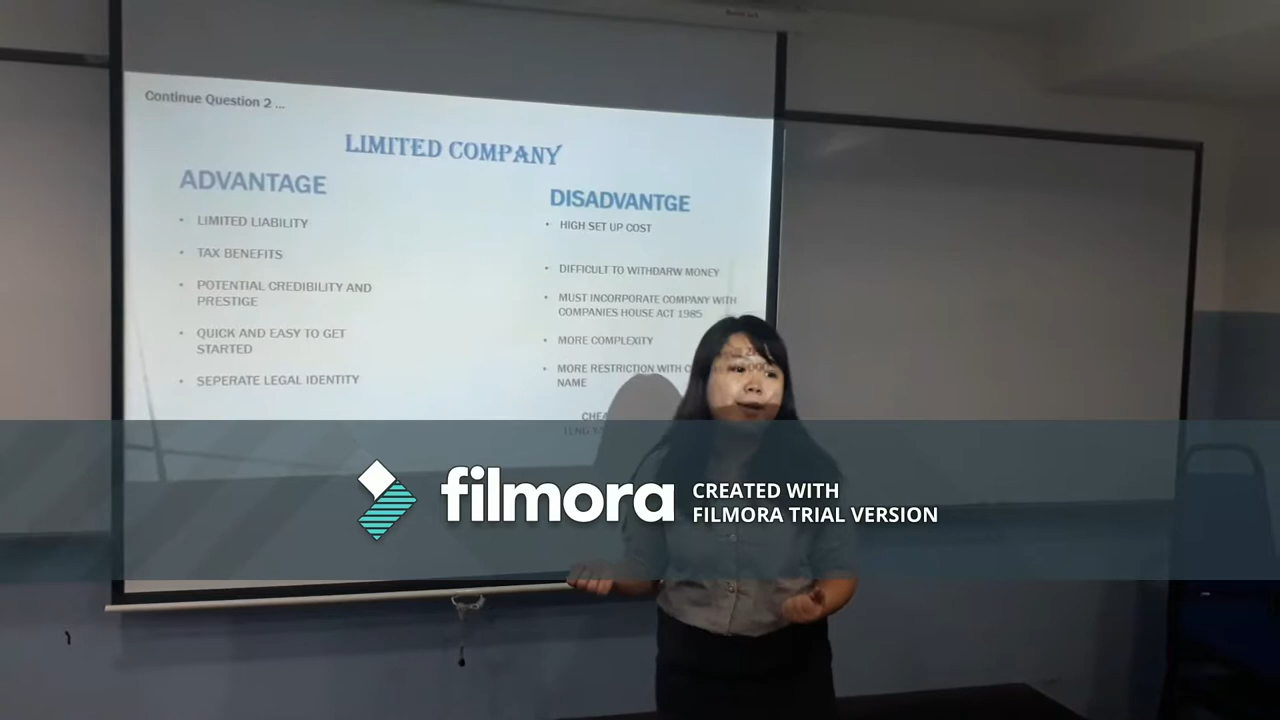 Continue Question 2 ...
LIMITED COMPANY
ADVANTAGE
• LIMITED LIABILITY
• TAX BENEFITS
• POTENTIAL CREDIBILITY AND
PRESTIGE
• QUICK AND EASY TO GET
STARTED
• SEPERATE LEGAL IDENTITY
DISADVANTGE
• HIGH SET UP COST
• DIFFICULT TO WITHDARW MONEY
• MUST INCORPORATE COMPANY WITH
COMPANIES HOUSE ACT 1985
• MORE COMPLEXITY
• MORE RESTRICTION WITH
NAME
filmora
CREATED WITH
FILMORA TRIAL VERSION